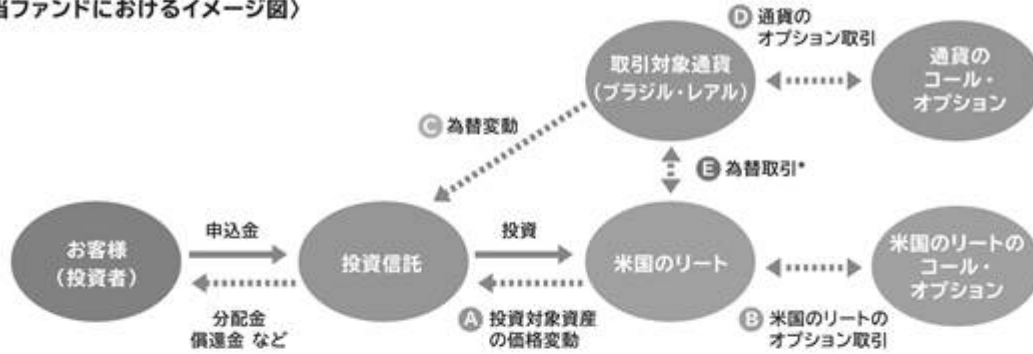 当ファンドにおけるイメージ図〉
D 通貨の
オプション取引
取引対象通貨
(ブラジル・レアル)
通貨の
コール・
オプション
C 為替変動
E 為替取引*
お客様
(投資者)
申込金
投資信託
投資
米国のリート
米国のリートの
コール・
オプション
分配金
償還金 など
A 投資対象資産
の価格変動
B 米国のリートの
オプション取引